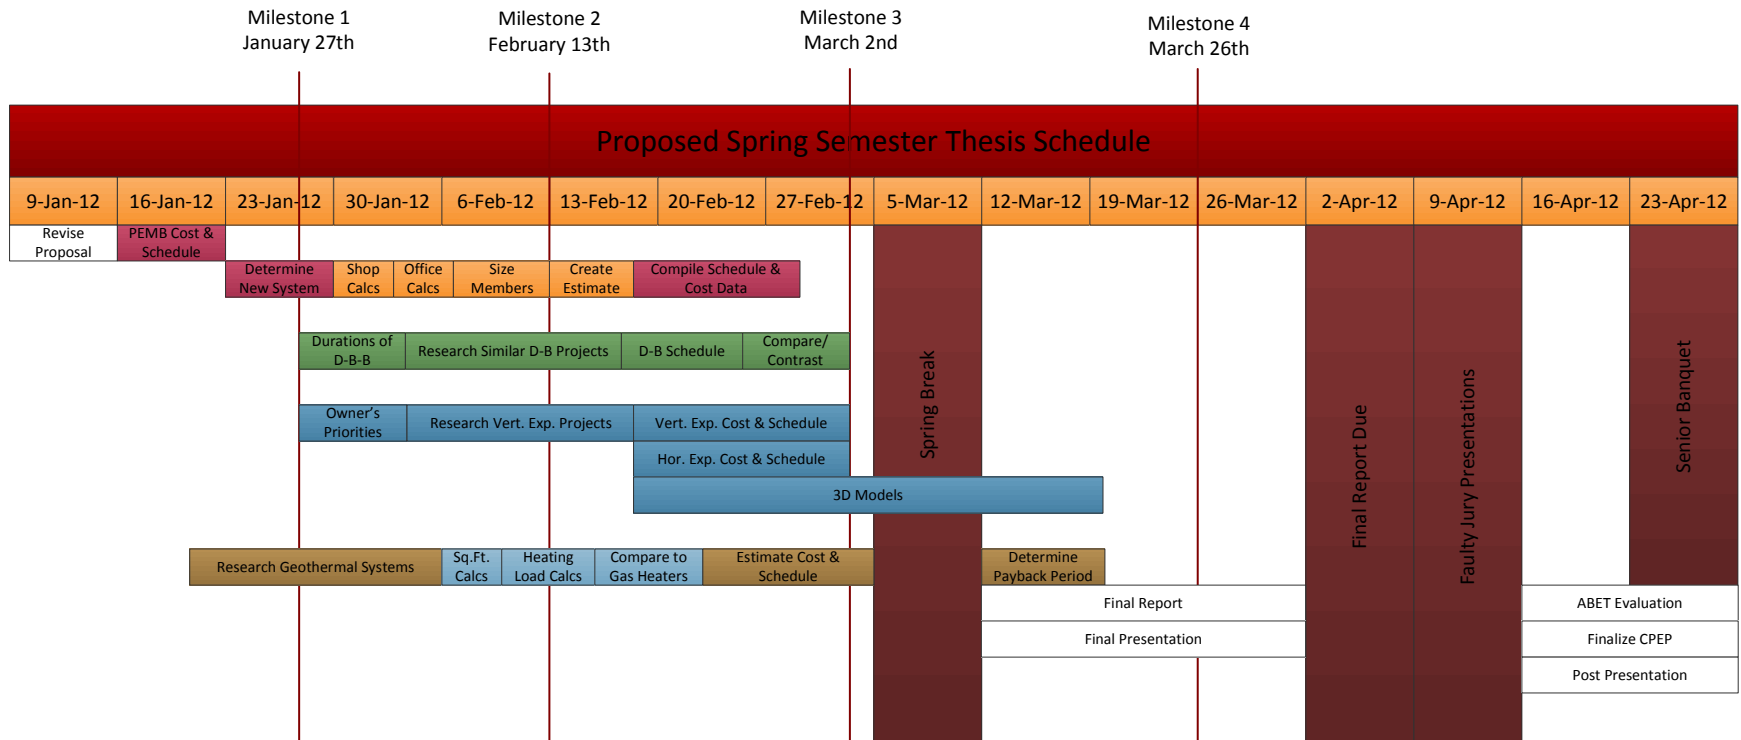 Milestone 1
January 27th
Milestone 2
February 13th
Milestone 3
March 2nd
Milestone 4
March 26th
Proposed Spring Semester Thesis Schedule
9-Jan-12
16-Jan-12
23-Jan-12
30-Jan-12
6-Feb-12
13-Feb-12
20-Feb-12
27-Feb-12
5-Mar-12
12-Mar-12
19-Mar-12
26-Mar-12
2-Apr-12
9-Apr-12
16-Apr-12
23-Apr-12
Revise
Proposal
PEMB Cost &
Schedule
Determine
New System
Shop
Calcs
Office
Calcs
Size
Members
Create
Estimate
Compile Schedule &
Cost Data
Durations of
D-B-B
Research Similar D-B Projects
D-B Schedule
Compare/
Contrast
Owner's
Priorities
Research Vert. Exp. Projects
Vert. Exp. Cost & Schedule
Hor. Exp. Cost & Schedule
3D Models
Research Geothermal Systems
Sq.Ft.
Calcs
Heating
Load Calcs
Compare to
Gas Heaters
Estimate Cost &
Schedule
Determine
Payback Period
Spring Break
Final Report Due
Faulty Jury Presentations
Senior Banquet
Final Report
Final Presentation
ABET Evaluation
Finalize CPEP
Post Presentation